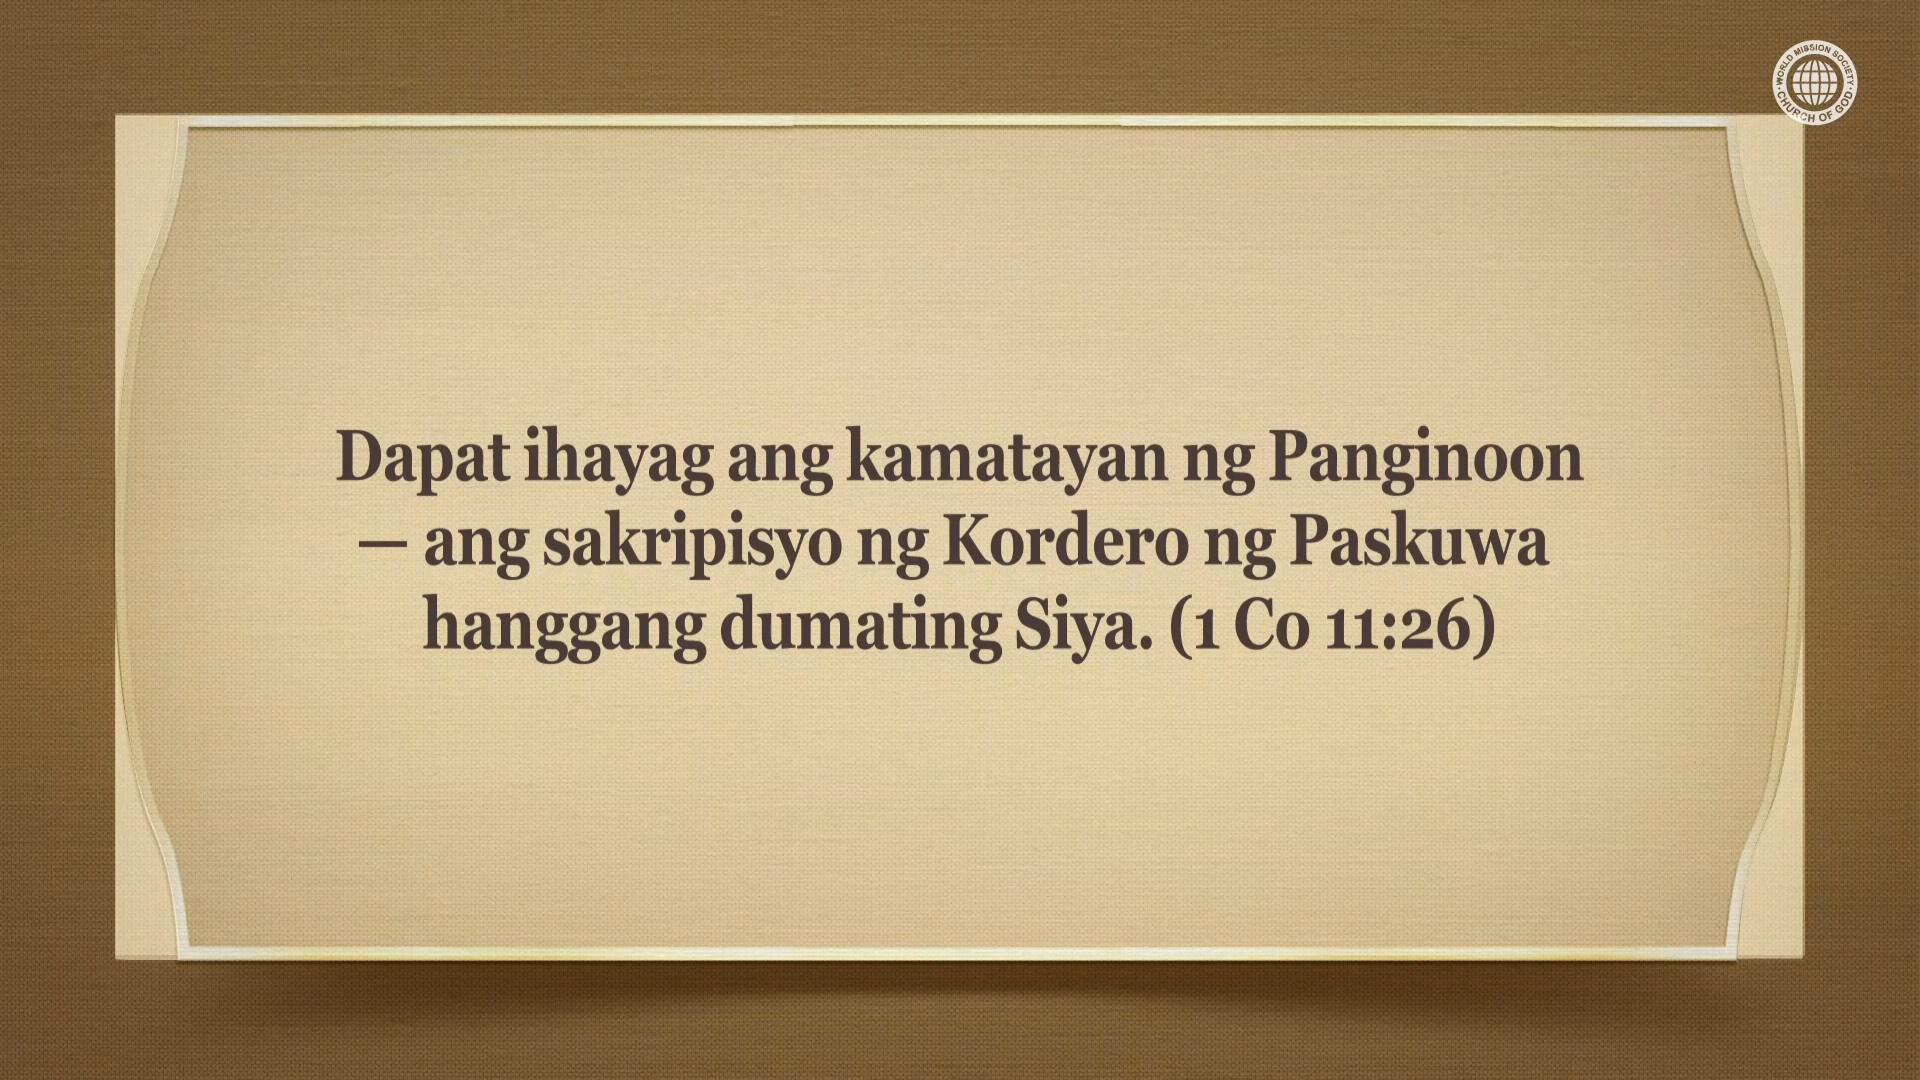 WORLD MISSION SOCIETY
CHURCH OF GOD
Dapat ihayag ang kamatayan ng Panginoon
— ang sakripisyo ng Kordero ng Paskuwa
hanggang dumating Siya. (1 Co 11:26)